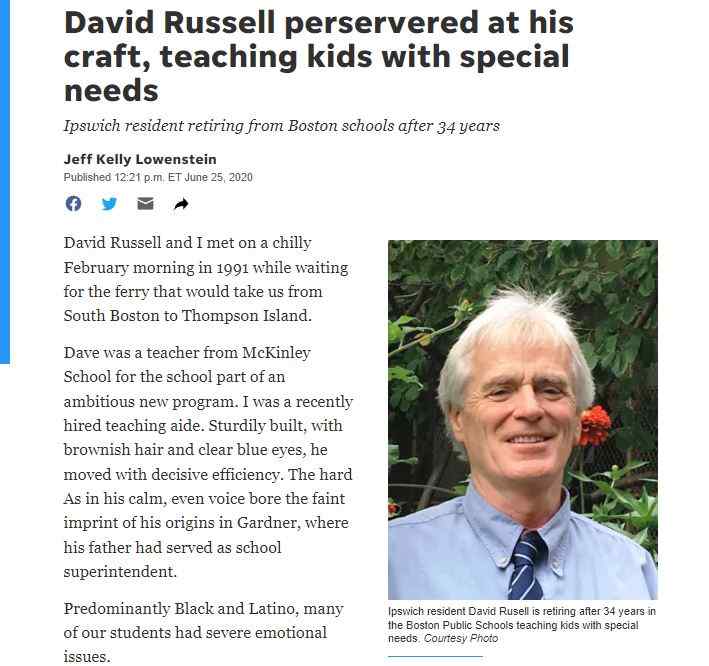 David Russell perservered at his
craft, teaching kids with special
needs
Ipswich resident retiring from Boston schools after 34 years
Jeff Kelly Lowenstein
Published 12:21 p.m. ET June 25, 2020
David Russell and I met on a chilly
February morning in 1991 while waiting
for the ferry that would take us from
South Boston to Thompson Island.
Dave was a teacher from McKinley
School for the school part of an
ambitious new program. I was a recently
hired teaching aide. Sturdily built, with
brownish hair and clear blue eyes, he
moved with decisive efficiency. The hard
As in his calm, even voice bore the faint
imprint of his origins in Gardner, where
his father had served as school
superintendent.
Predominantly Black and Latino, many
of our students had severe emotional
issues.
Ipswich resident David Rusell is retiring after 34 years in
the Boston Public Schools teaching kids with special
needs. Courtesy Photo